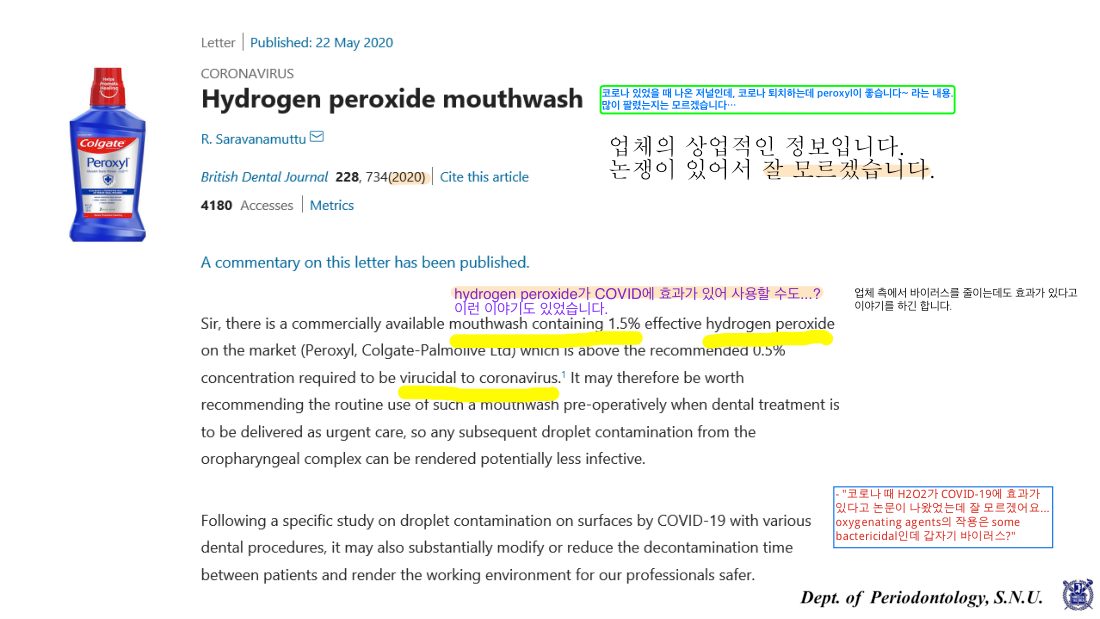 Letter | Published: 22 May 2020
CORONAVIRUS
Hydrogen peroxide mouthwash
코로나 있었을 때 나온 저널인데, 코로나 퇴치하는데 peroxyl이 좋습니다~ 라는 내용.
많이 팔렸는지는 모르겠습니다…
R. Saravanamuttu
업체의 상업적인 정보입니다.
논쟁이 있어서 잘 모르겠습니다.
British Dental Journal 228, 734(2020) | Cite this article
4180 Accesses | Metrics
Helps Promote Healing
Colgate
Peroxyl
A commentary on this letter has been published.
hydrogen peroxide가 COVID에 효과가 있어 사용할 수도...?
이런 이야기도 있었습니다.
업체 측에서 바이러스를 줄이는데도 효과가 있다고
이야기를 하긴 합니다.
Sir, there is a commercially available mouthwash containing 1.5% effective hydrogen peroxide
on the market (Peroxyl, Colgate-Palmolive Ltd) which is above the recommended 0.5%
concentration required to be virucidal to coronavirus.1 It may therefore be worth
recommending the routine use of such a mouthwash pre-operatively when dental treatment is
to be delivered as urgent care, so any subsequent droplet contamination from the
oropharyngeal complex can be rendered potentially less infective.
- "코로나 때 H2O2가 COVID-19에 효과가
있다고 논문이 나왔었는데 잘 모르겠어요...
oxygenating agents의 작용은 some
bactericidal인데 갑자기 바이러스?"
Following a specific study on droplet contamination on surfaces by COVID-19 with various
dental procedures, it may also substantially modify or reduce the decontamination time
between patients and render the working environment for our professionals safer.
Dept. of Periodontology, S.N.U.